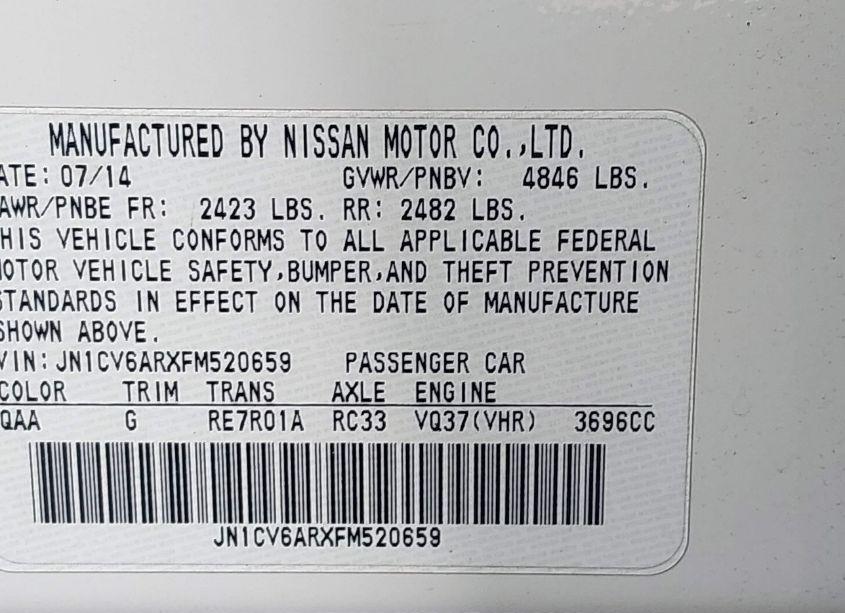 MANUFACTURED BY NISSAN MOTOR CO.,LTD.
ATE: 07/14 GVWR/PNBV: 4846 LBS.
AWR/PNBE FR: 2423 LBS. RR: 2482 LBS.
HIS VEHICLE CONFORMS TO ALL APPLICABLE FEDERAL
OTOR VEHICLE SAFETY,BUMPER,AND THEFT PREVENTION
STANDARDS IN EFFECT ON THE DATE OF MANUFACTURE
SHOWN ABOVE.
VIN: JN1CV6ARXFM520659 PASSENGER CAR
COLOR TRIM TRANS AXLE ENGINE
QAA G RE7R01A RC33 VQ37(VHR) 3696CC
JN1CV6ARXFM520659